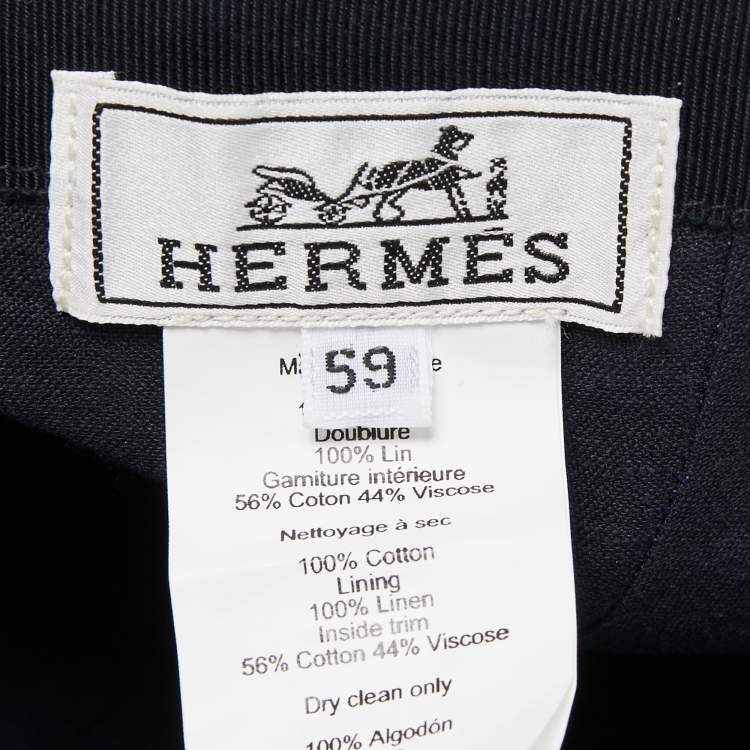 HERMÈS
59
Doublure
100% Lin
Garniture intérieure
56% Coton 44% Viscose
Nettoyage à sec
100% Cotton
Lining
100% Linen
Inside trim
56% Cotton 44% Viscose
Dry clean only
100% Algodón